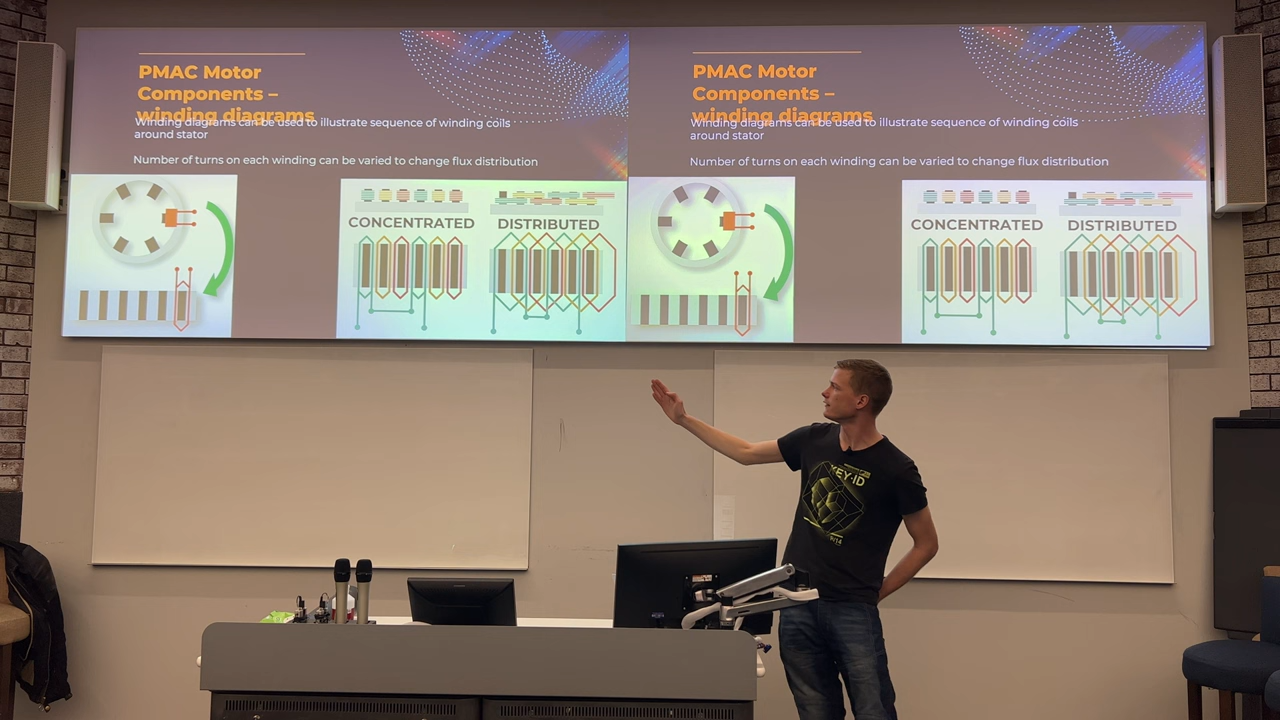 PMAC Motor
Components –
winding diagrams
Winding diagrams can be used to illustrate sequence of winding coils
around stator
Number of turns on each winding can be varied to change flux distribution
CONCENTRATED
DISTRIBUTED
PMAC Motor
Components –
winding diagrams
Winding diagrams can be used to illustrate sequence of winding coils
around stator
Number of turns on each winding can be varied to change flux distribution
CONCENTRATED
DISTRIBUTED
KEY-ID